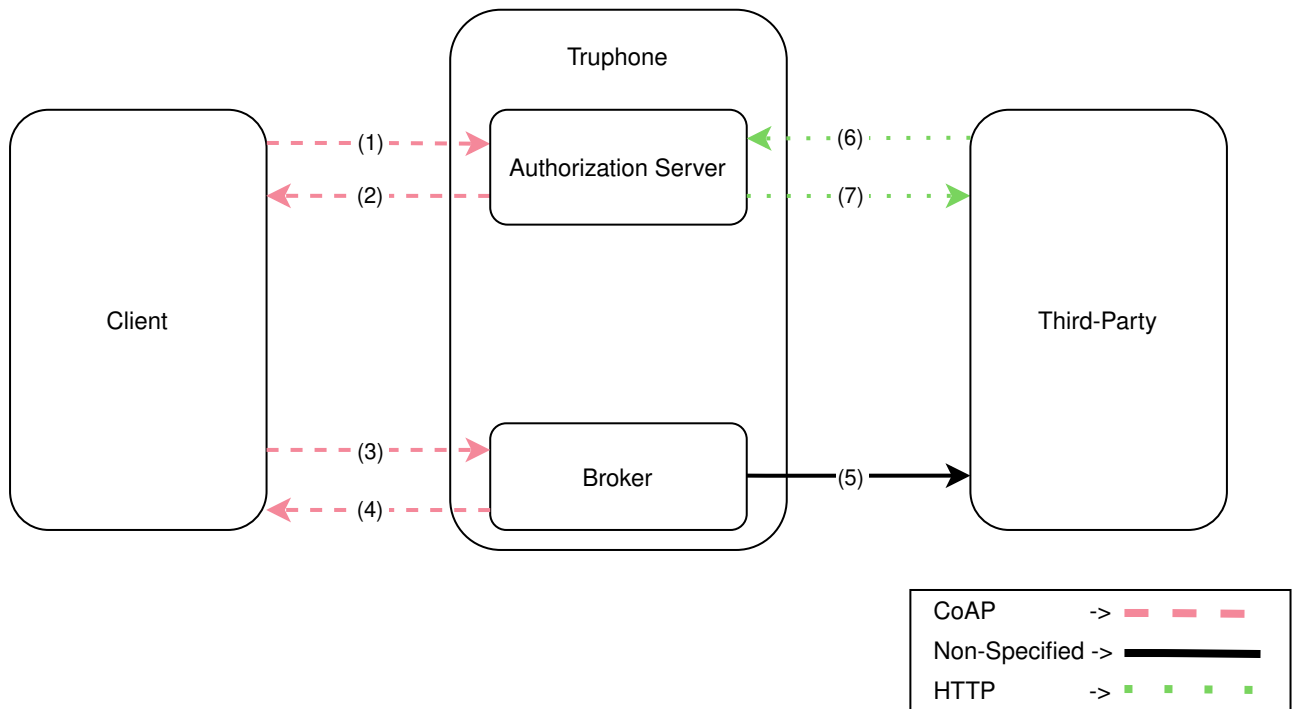 Truphone
(1)
Authorization Server
(6)
(2)
(7)
Client
Third-Party
(3)
Broker
(5)
(4)
CoAP ->
Non-Specified ->
HTTP ->